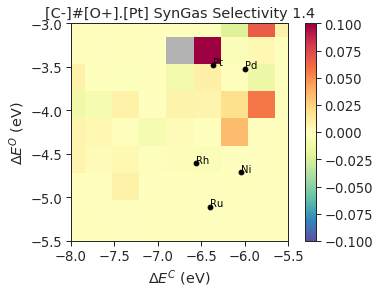 [C-]#[O+].[Pt] SynGas Selectivity 1.4
−3.0
−3.5
−4.0
−4.5
−5.0
−5.5
ΔE^O (eV)
Pt
Pd
Rh
Ni
Ru
−8.0 −7.5 −7.0 −6.5 −6.0 −5.5
ΔE^C (eV)
0.100
0.075
0.050
0.025
0.000
−0.025
−0.050
−0.075
−0.100